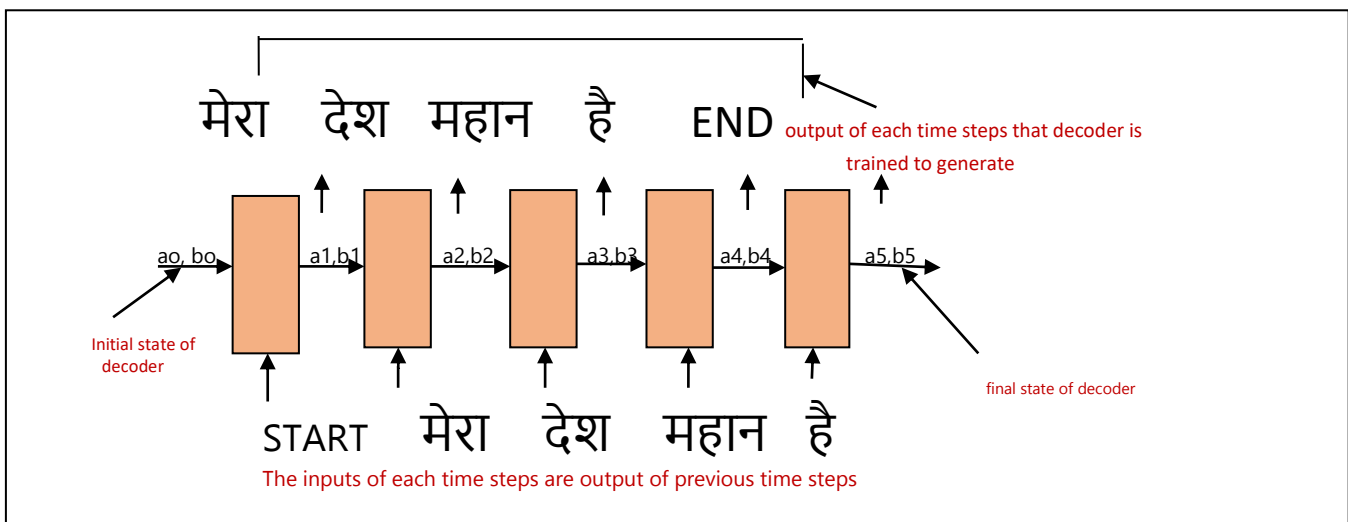 मेरा देश महान है END
output of each time steps that decoder is
trained to generate
ao, bo a1,b1 a2,b2 a3,b3 a4,b4 a5,b5
Initial state of
decoder
final state of decoder
START मेरा देश महान है
The inputs of each time steps are output of previous time steps